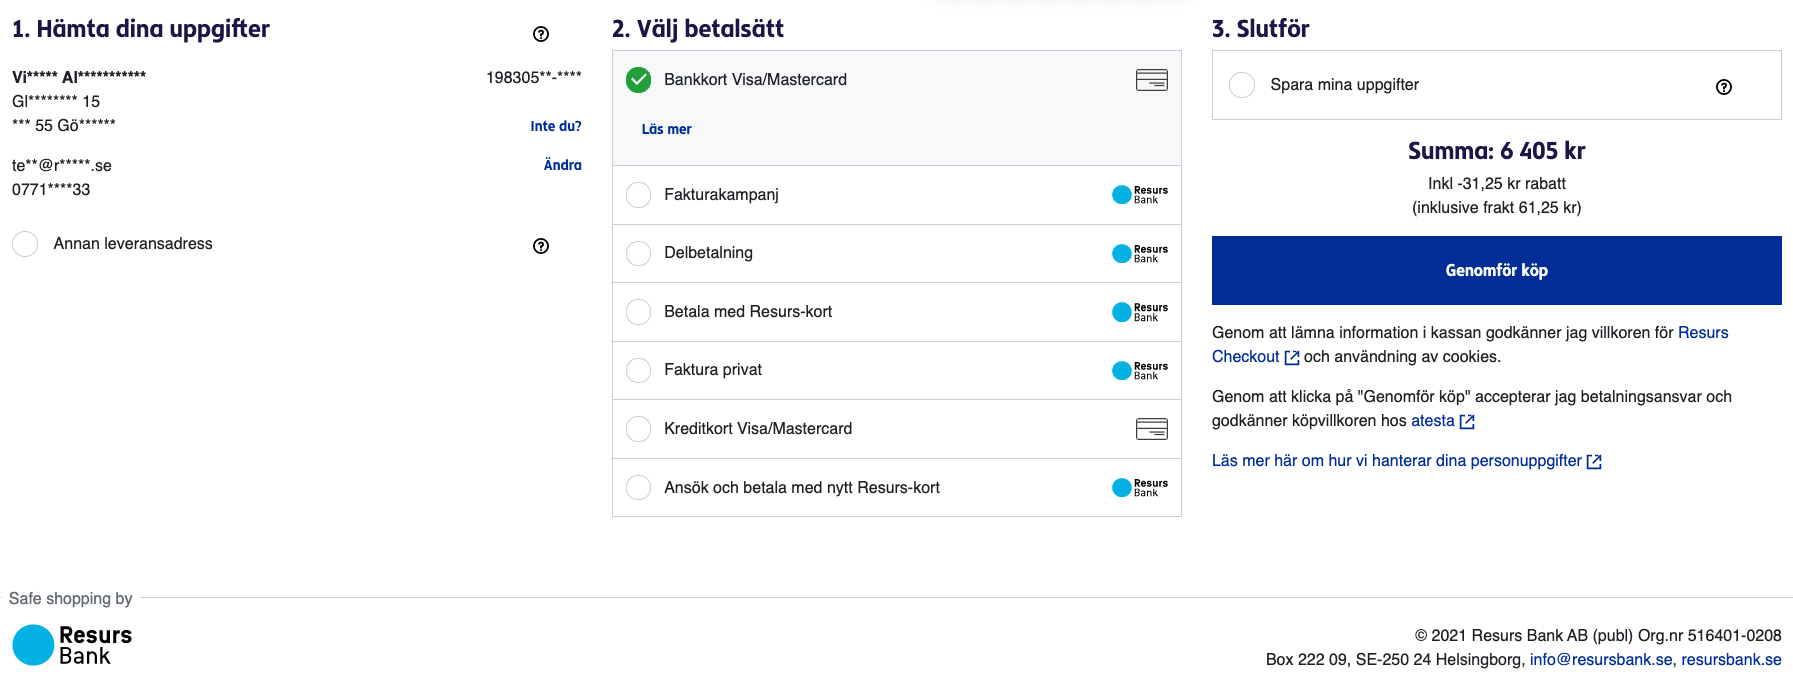 1. Hämta dina uppgifter
Vi***** Al***********
198305**-****
Gl******** 15
*** 55 Gö******
Inte du?
te**@r*****.se
Ändra
0771****33
Annan leveransadress
2. Välj betalsätt
Bankkort Visa/Mastercard
Läs mer
Fakturakampanj
Resurs
Bank
Delbetalning
Resurs
Bank
Betala med Resurs-kort
Resurs
Bank
Faktura privat
Resurs
Bank
Kreditkort Visa/Mastercard
Ansök och betala med nytt Resurs-kort
Resurs
Bank
3. Slutför
Spara mina uppgifter
Summa: 6 405 kr
Inkl -31,25 kr rabatt
(inklusive frakt 61,25 kr)
Genomför köp
Genom att lämna information i kassan godkänner jag villkoren för Resurs
Checkout och användning av cookies.
Genom att klicka på "Genomför köp" accepterar jag betalningsansvar och
godkänner köpvillkoren hos atesta
Läs mer här om hur vi hanterar dina personuppgifter
Safe shopping by
Resurs
Bank
© 2021 Resurs Bank AB (publ) Org.nr 516401-0208
Box 222 09, SE-250 24 Helsingborg, info@resursbank.se, resursbank.se